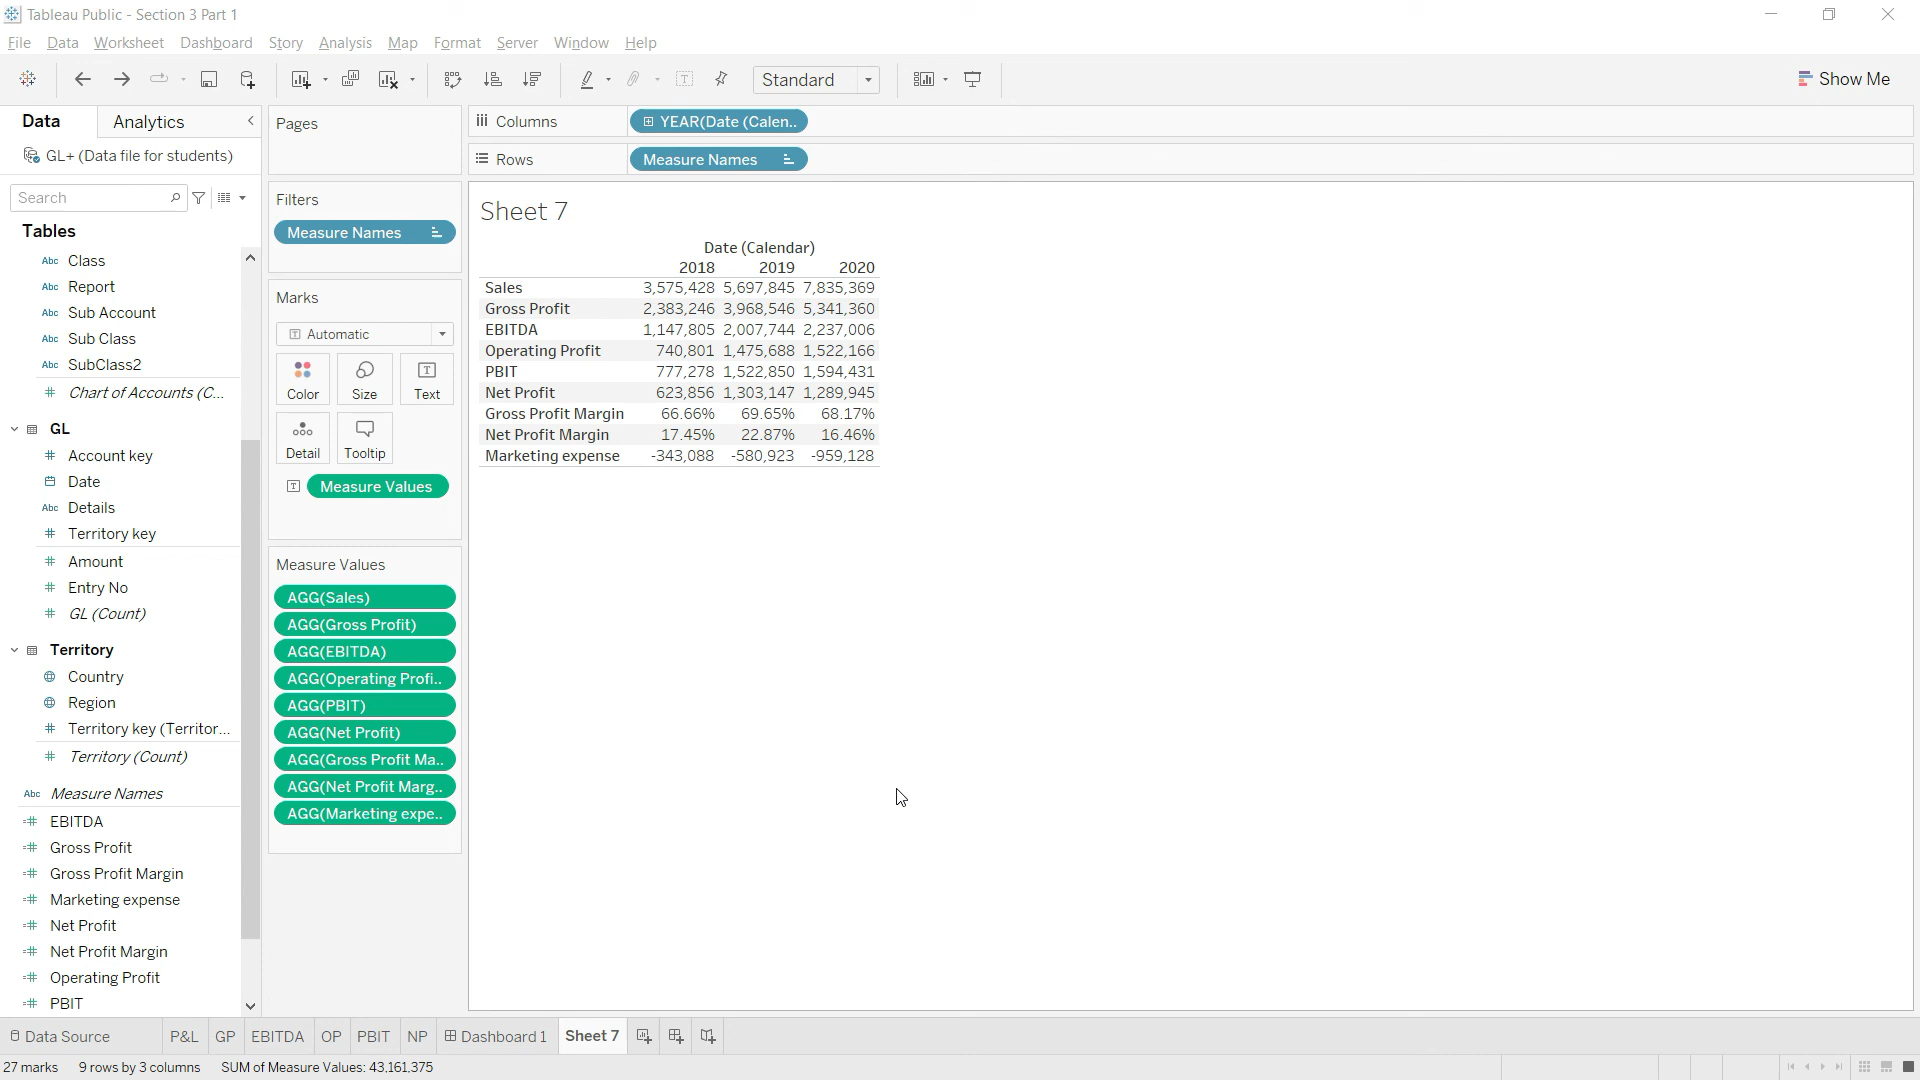 Tableau Public - Section 3 Part 1
File Data Worksheet Dashboard Story Analysis Map Format Server Window Help
Standard
Show Me
Data Analytics
GL+ (Data file for students)
Search
Tables
Abc Class
Abc Report
Abc Sub Account
Abc Sub Class
Abc SubClass2
# Chart of Accounts (C...
GL
# Account key
Date
Abc Details
# Territory key
# Amount
# Entry No
# GL (Count)
Territory
Country
Region
# Territory key (Territor...
# Territory (Count)
Abc Measure Names
=# EBITDA
=# Gross Profit
=# Gross Profit Margin
=# Marketing expense
=# Net Profit
=# Net Profit Margin
=# Operating Profit
=# PBIT
Pages
Filters
Measure Names
Marks
Automatic
Color Size Text
Detail Tooltip
Measure Values
Measure Values
AGG(Sales)
AGG(Gross Profit)
AGG(EBITDA)
AGG(Operating Profi..
AGG(PBIT)
AGG(Net Profit)
AGG(Gross Profit Ma..
AGG(Net Profit Marg..
AGG(Marketing expe..
Columns YEAR(Date (Calen..
Rows Measure Names
Sheet 7
Date (Calendar)
2018 2019 2020
Sales 3,575,428 5,697,845 7,835,369
Gross Profit 2,383,246 3,968,546 5,341,360
EBITDA 1,147,805 2,007,744 2,237,006
Operating Profit 740,801 1,475,688 1,522,166
PBIT 777,278 1,522,850 1,594,431
Net Profit 623,856 1,303,147 1,289,945
Gross Profit Margin 66.66% 69.65% 68.17%
Net Profit Margin 17.45% 22.87% 16.46%
Marketing expense -343,088 -580,923 -959,128
Data Source P&L GP EBITDA OP PBIT NP Dashboard 1 Sheet 7
27 marks 9 rows by 3 columns SUM of Measure Values: 43,161,375